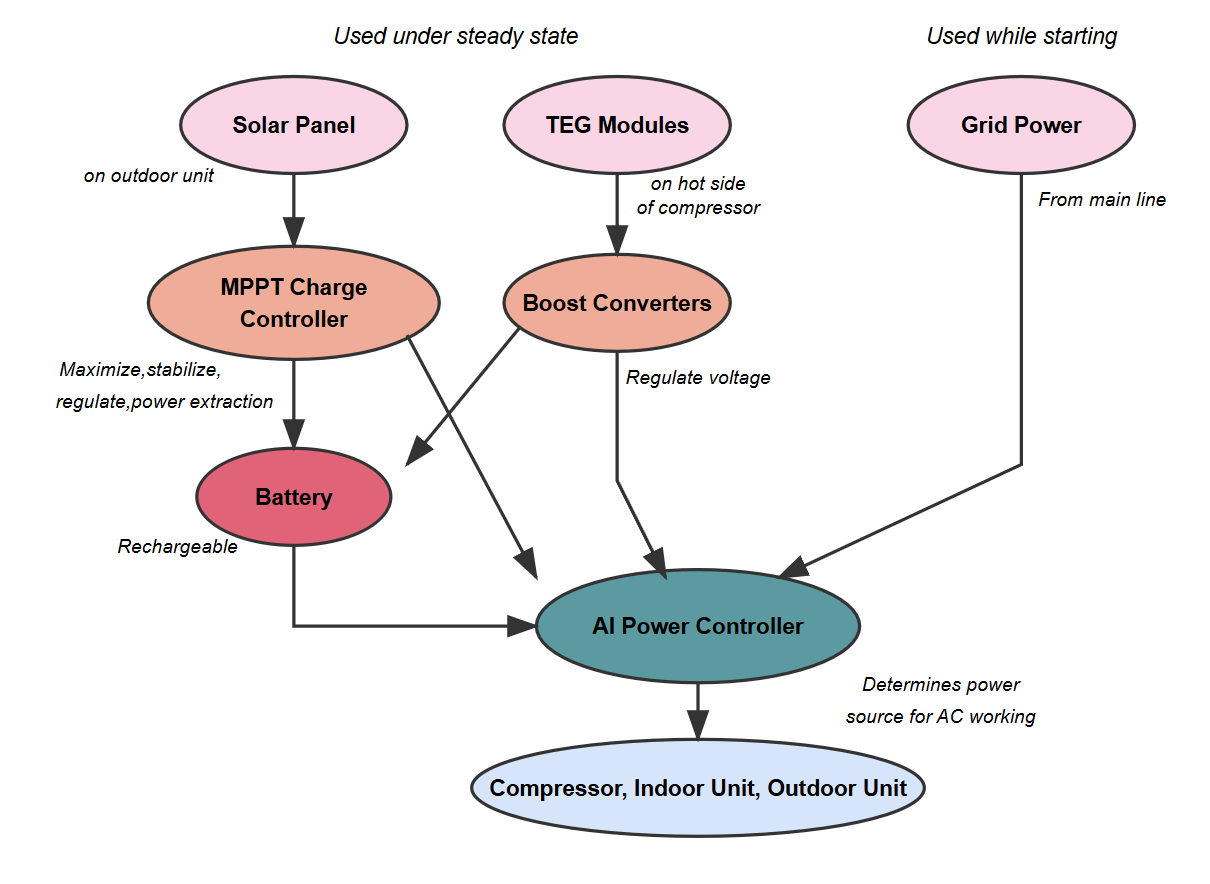 Used under steady state
Used while starting
Solar Panel
TEG Modules
Grid Power
on outdoor unit
on hot side
of compressor
From main line
MPPT Charge
Controller
Boost Converters
Maximize,stabilize,
regulate,power extraction
Regulate voltage
Battery
Rechargeable
AI Power Controller
Determines power
source for AC working
Compressor, Indoor Unit, Outdoor Unit